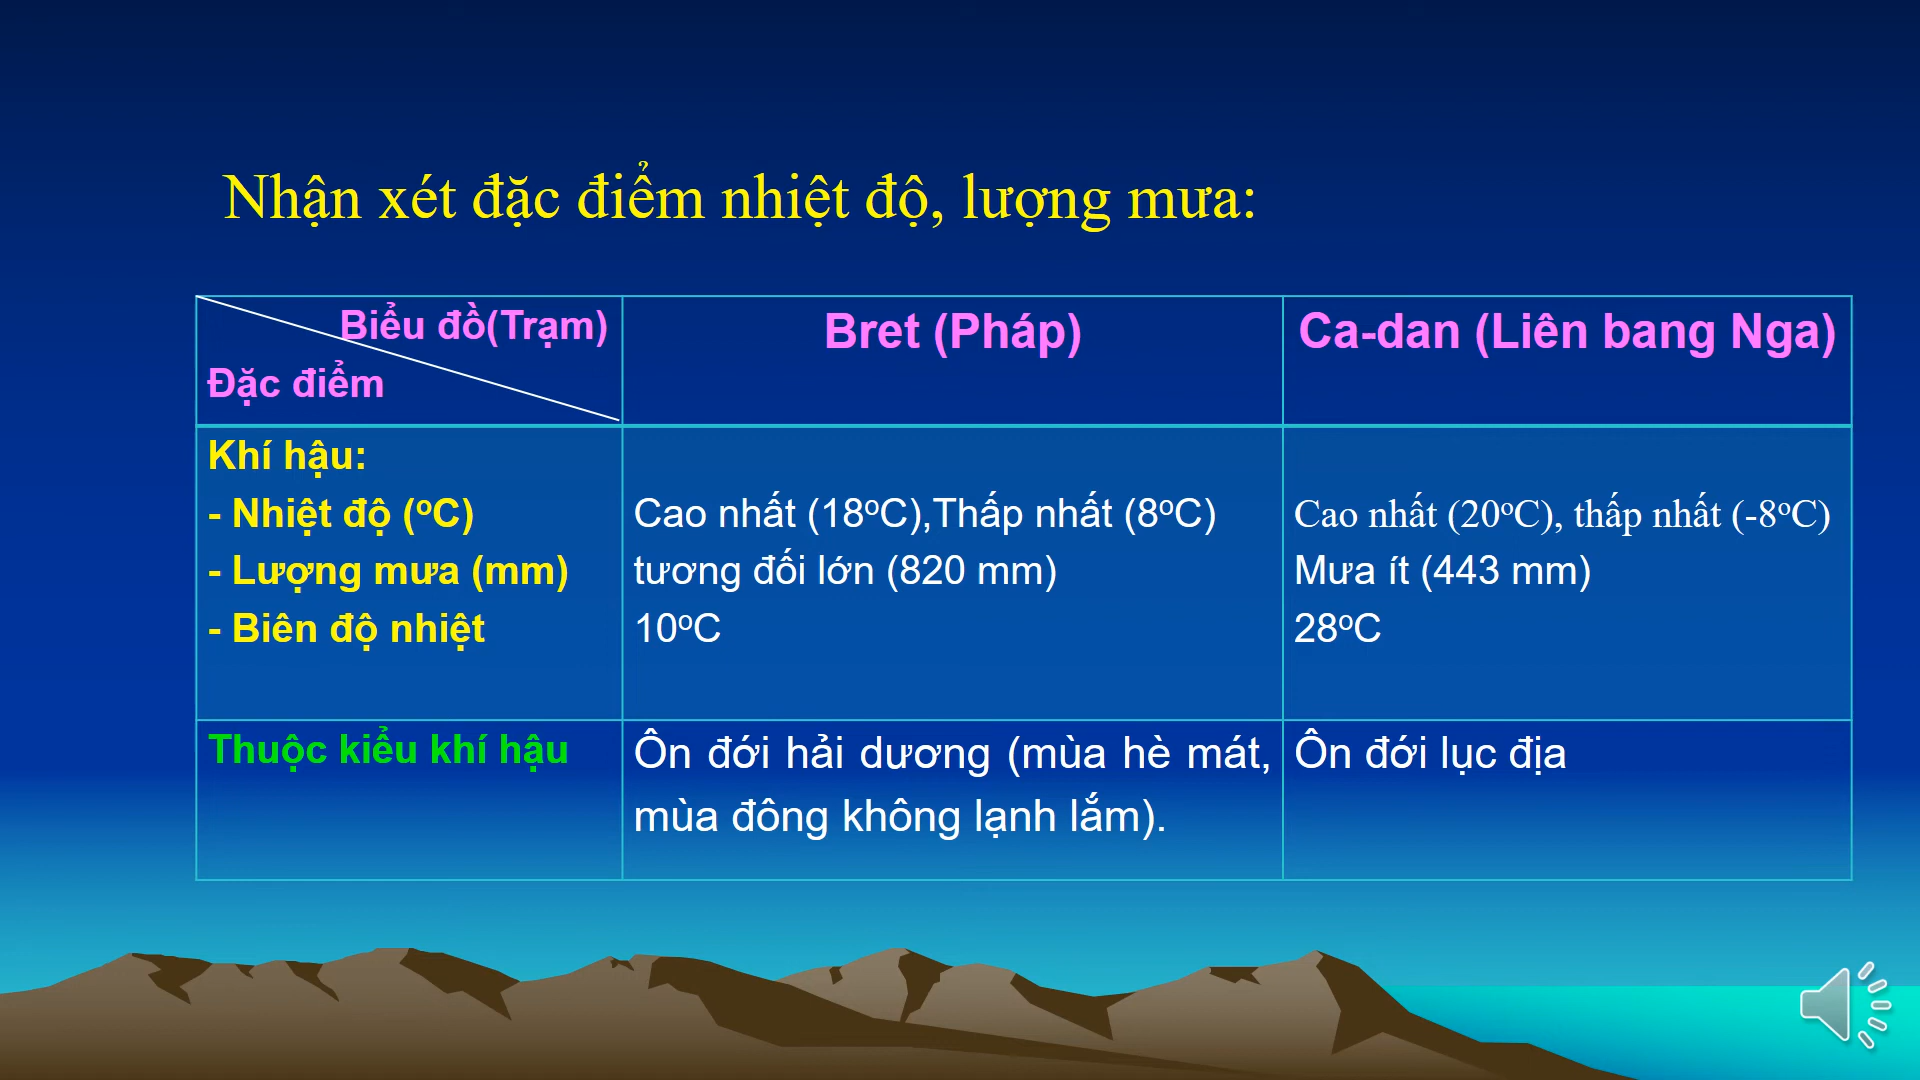 Nhận xét đặc điểm nhiệt độ, lượng mưa:
Biểu đồ(Trạm)
Đặc điểm
Bret (Pháp)
Ca-dan (Liên bang Nga)
Khí hậu:
- Nhiệt độ (ºC)
- Lượng mưa (mm)
- Biên độ nhiệt
Cao nhất (18ºC),Thấp nhất (8ºC)
tương đối lớn (820 mm)
10ºC
Cao nhất (20ºC), thấp nhất (-8ºC)
Mưa ít (443 mm)
28ºC
Thuộc kiểu khí hậu
Ôn đới hải dương (mùa hè mát,
mùa đông không lạnh lắm).
Ôn đới lục địa